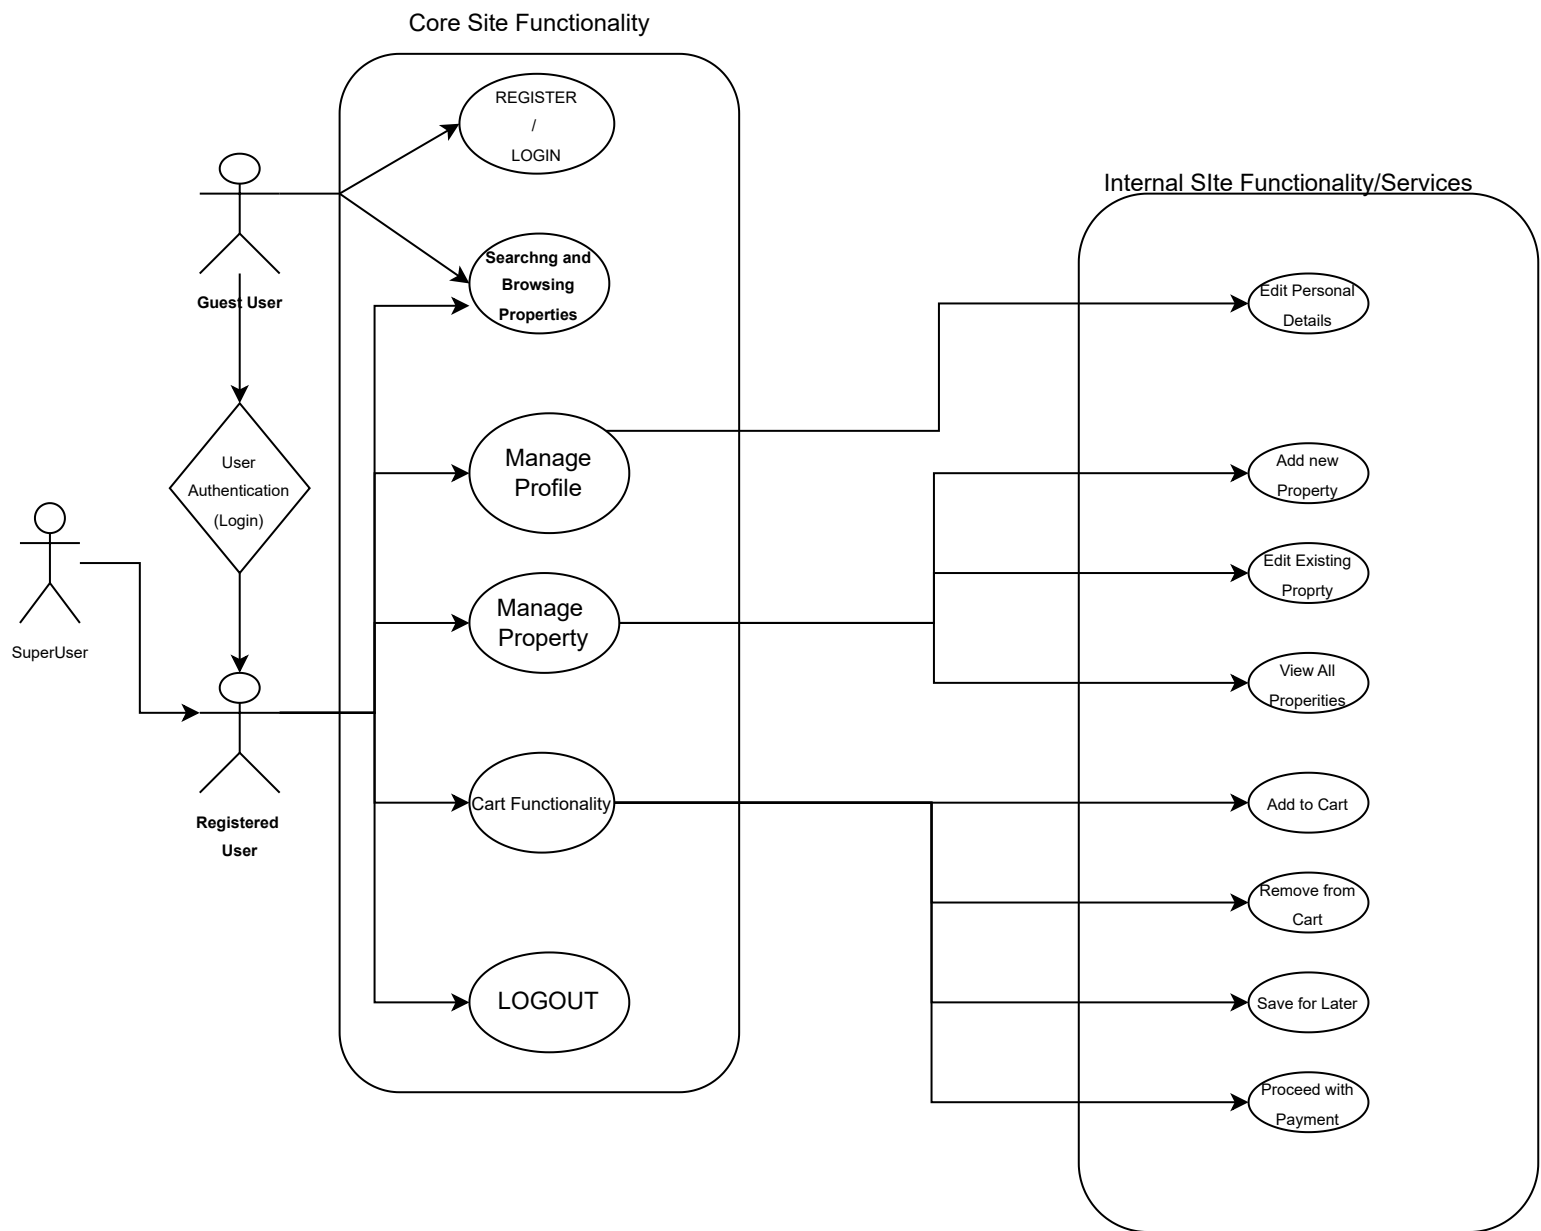 Core Site Functionality
REGISTER
/
LOGIN
Internal SIte Functionality/Services
Searchng and
Browsing
Properties
Guest User
Edit Personal
Details
User
Authentication
(Login)
Manage
Profile
Add new
Property
Edit Existing
Proprty
SuperUser
Manage
Property
View All
Properities
Registered
User
Cart Functionality
Add to Cart
Remove from
Cart
LOGOUT
Save for Later
Proceed with
Payment